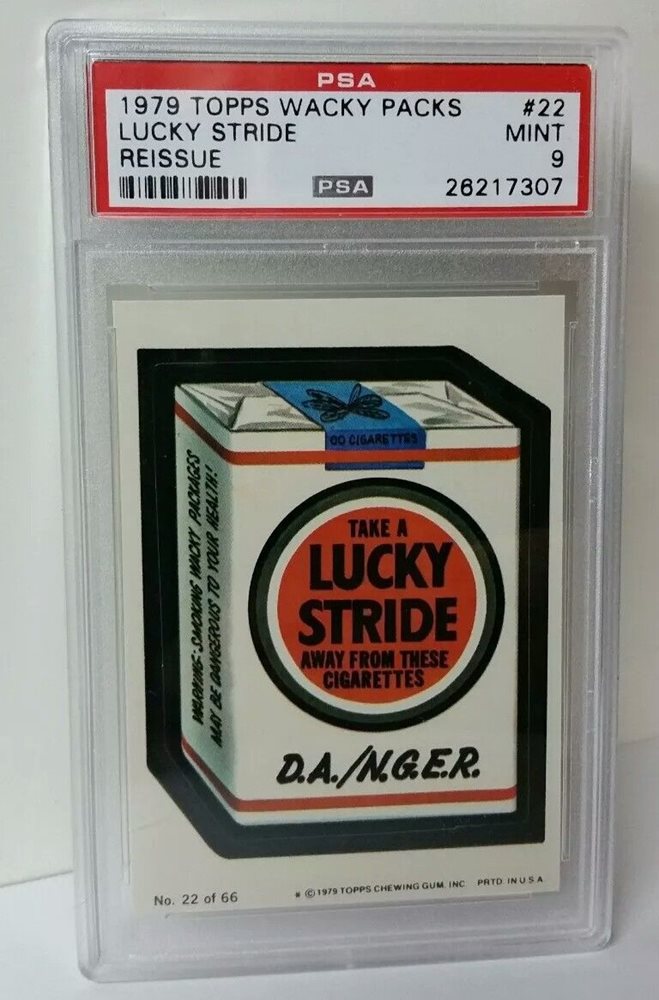 PSA
1979 TOPPS WACKY PACKS #22
LUCKY STRIDE MINT
REISSUE 9
PSA 26217307
00 CIGARETTES
WARNING: SMOKING WACKY PACKAGES
MAY BE DANGEROUS TO YOUR HEALTH!
TAKE A
LUCKY
STRIDE
AWAY FROM THESE
CIGARETTES
D.A./N.G.E.R.
No. 22 of 66 * © 1979 TOPPS CHEWING GUM, INC. PRTD. IN U.S.A.